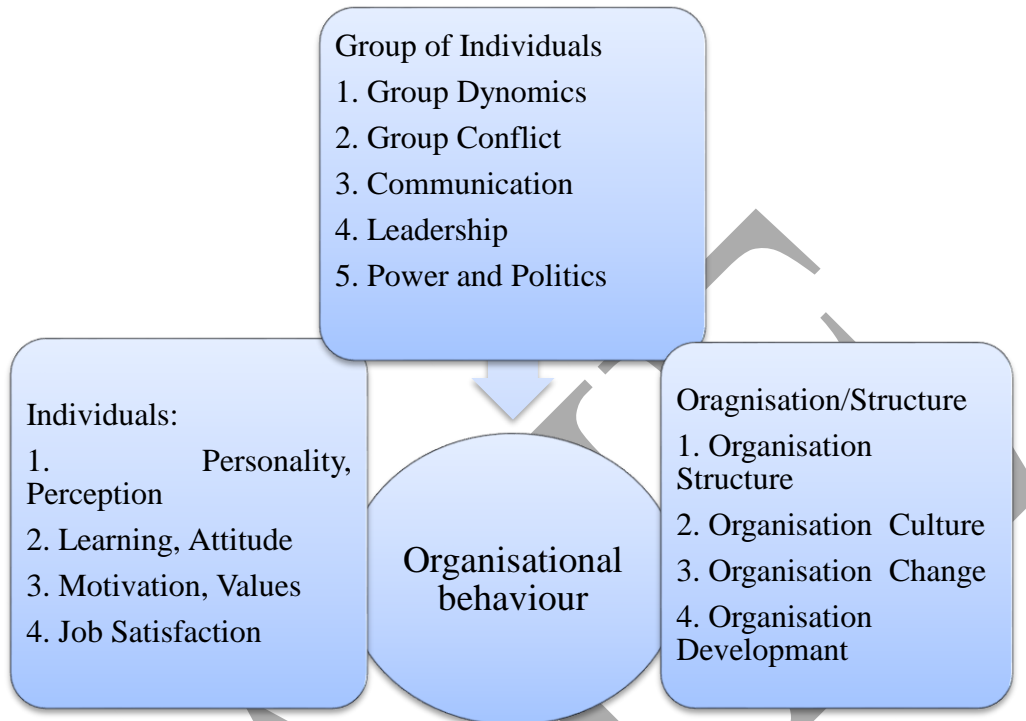 Group of Individuals
1. Group Dynomics
2. Group Conflict
3. Communication
4. Leadership
5. Power and Politics
Individuals:
1. Personality,
Perception
2. Learning, Attitude
3. Motivation, Values
4. Job Satisfaction
Organisational
behaviour
Oragnisation/Structure
1. Organisation
Structure
2. Organisation Culture
3. Organisation Change
4. Organisation
Developmant